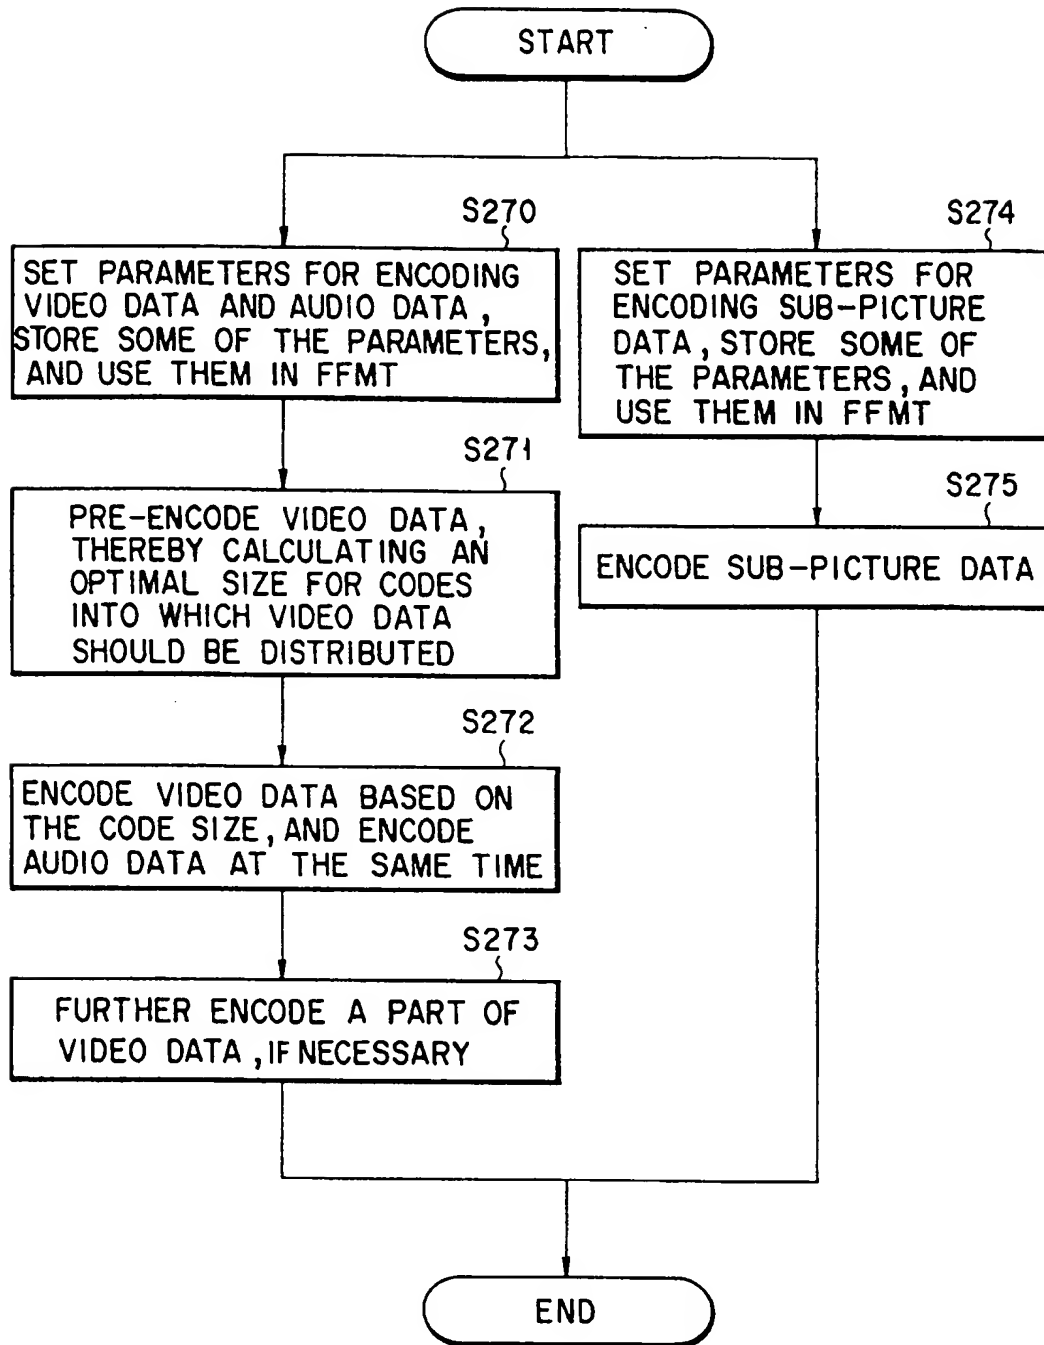 START
S270
SET PARAMETERS FOR ENCODING
VIDEO DATA AND AUDIO DATA,
STORE SOME OF THE PARAMETERS,
AND USE THEM IN FFMT
S271
PRE-ENCODE VIDEO DATA,
THEREBY CALCULATING AN
OPTIMAL SIZE FOR CODES
INTO WHICH VIDEO DATA
SHOULD BE DISTRIBUTED
S272
ENCODE VIDEO DATA BASED ON
THE CODE SIZE, AND ENCODE
AUDIO DATA AT THE SAME TIME
S273
FURTHER ENCODE A PART OF
VIDEO DATA, IF NECESSARY
S274
SET PARAMETERS FOR
ENCODING SUB-PICTURE
DATA, STORE SOME OF
THE PARAMETERS, AND
USE THEM IN FFMT
S275
ENCODE SUB-PICTURE DATA
END